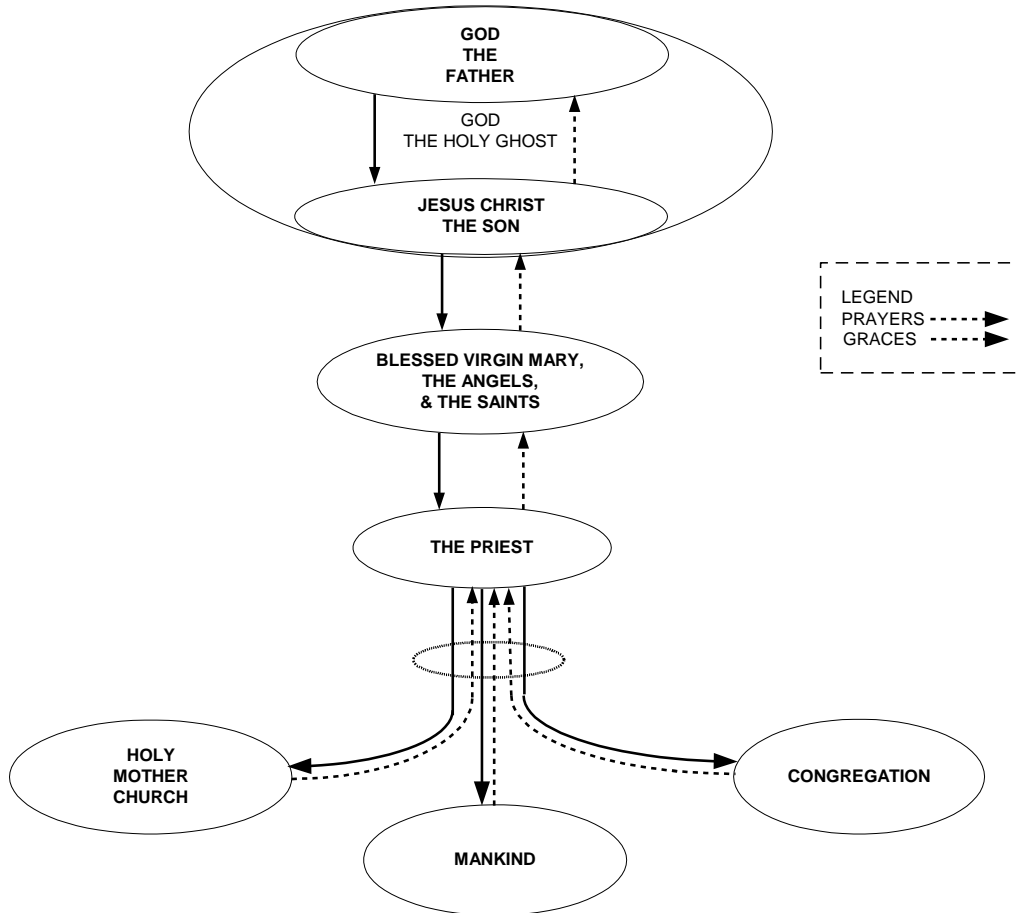 GOD
THE
FATHER
GOD
THE HOLY GHOST
JESUS CHRIST
THE SON
LEGEND
PRAYERS
GRACES
BLESSED VIRGIN MARY,
THE ANGELS,
& THE SAINTS
THE PRIEST
HOLY
MOTHER
CHURCH
CONGREGATION
MANKIND